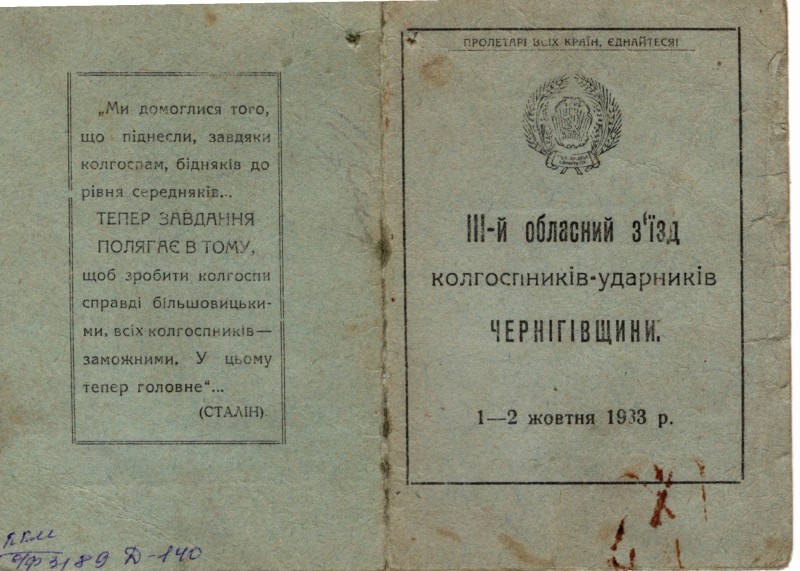 „Ми домоглися того,
що піднесли, завдяки
колгоспам, бідняків до
рівня середняків...
ТЕПЕР ЗАВДАННЯ
ПОЛЯГАЄ В ТОМУ,
щоб зробити колгоспи
справді більшовицьки-
ми, всіх колгоспників—
заможними. У цьому
тепер головне“...
(СТАЛІН).
Д-140
ПРОЛЕТАРІ ВСІХ КРАЇН, ЄДНАЙТЕСЯ!
ІІІ-й обласний з‘їзд
колгоспників-ударників
ЧЕРНІГІВЩИНИ.
1—2 жовтня 1933 р.